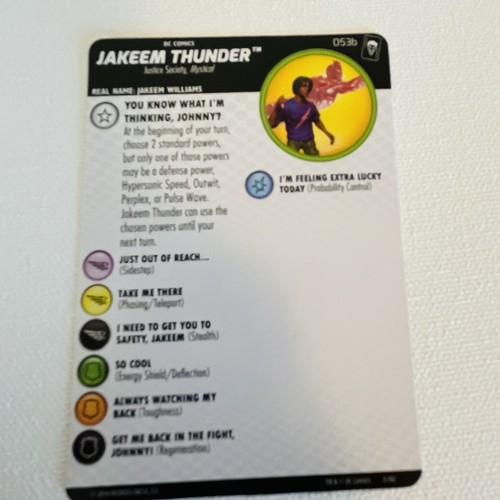 DC COMICS
053b
JAKEEM THUNDER™
Justice Society, Mystical
REAL NAME: JAKEEM WILLIAMS
YOU KNOW WHAT I'M
THINKING, JOHNNY?
At the beginning of your turn,
choose 2 standard powers,
but only one of those powers
may be a defense power,
Hypersonic Speed, Outwit,
Perplex, or Pulse Wave.
Jakeem Thunder can use the
chosen powers until your
next turn.
JUST OUT OF REACH...
(Sidestep)
TAKE ME THERE
(Phasing/Teleport)
I NEED TO GET YOU TO
SAFETY, JAKEEM (Stealth)
SO COOL
(Energy Shield/Deflection)
ALWAYS WATCHING MY
BACK (Toughness)
GET ME BACK IN THE FIGHT,
JOHNNY! (Regeneration)
I'M FEELING EXTRA LUCKY
TODAY (Probability Control)
TM & © DC Comics